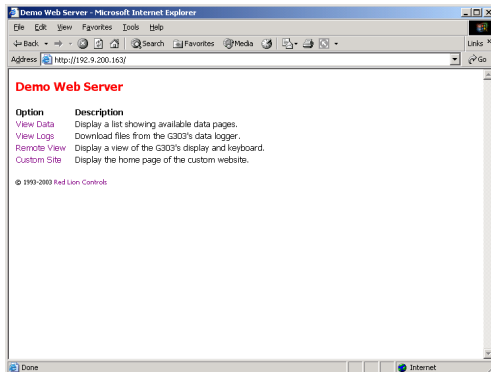 Demo Web Server - Microsoft Internet Explorer
File Edit View Favorites Tools Help
Back Search Favorites Media Links »
Address http://192.9.200.163/ Go
Demo Web Server
Option Description
View Data Display a list showing available data pages.
View Logs Download files from the G303's data logger.
Remote View Display a view of the G303's display and keyboard.
Custom Site Display the home page of the custom website.
© 1993-2003 Red Lion Controls
Done Internet